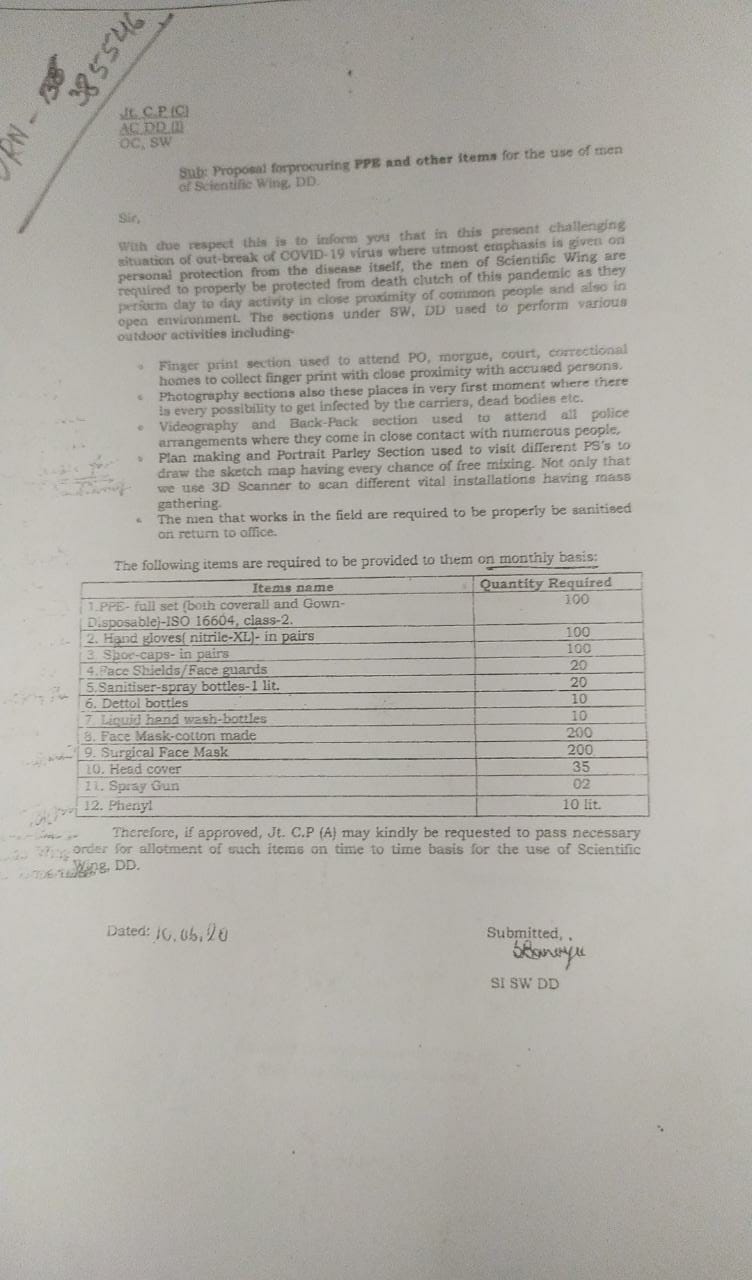 DRN - 3855546
Jt. C.P (C)
AC DD (I)
OC, SW
Sub: Proposal forprocuring PPE and other items for the use of men
of Scientific Wing, DD.
Sir,
With due respect this is to inform you that in this present challenging
situation of out-break of COVID-19 virus where utmost emphasis is given on
personal protection from the disease itself, the men of Scientific Wing are
required to properly be protected from death clutch of this pandemic as they
perform day to day activity in close proximity of common people and also in
open environment. The sections under SW, DD used to perform various
outdoor activities including-
Finger print section used to attend PO, morgue, court, correctional
homes to collect finger print with close proximity with accused persons.
Photography sections also these places in very first moment where there
is every possibility to get infected by the carriers, dead bodies etc.
Videography and Back-Pack section used to attend all police
arrangements where they come in close contact with numerous people,
Plan making and Portrait Parley Section used to visit different PS's to
draw the sketch map having every chance of free mixing. Not only that
we use 3D Scanner to scan different vital installations having mass
gathering.
The men that works in the field are required to be properly be sanitised
on return to office.
The following items are required to be provided to them on monthly basis:
Items name Quantity Required
1.PPE- full set (both coverall and Gown- 100
Disposable)-ISO 16604, class-2.
2. Hand gloves( nitrile-XL)- in pairs 100
3. Shoe-caps- in pairs 100
4.Face Shields/Face guards 20
5.Sanitiser-spray bottles-1 lit. 20
6. Dettol bottles 10
7. Liquid hand wash-bottles 10
8. Face Mask-cotton made 200
9. Surgical Face Mask 200
10. Head cover 35
11. Spray Gun 02
12. Phenyl 10 lit.
Therefore, if approved, Jt. C.P (A) may kindly be requested to pass necessary
order for allotment of such items on time to time basis for the use of Scientific
Wing, DD.
Dated: 10.06.20 Submitted,
SI SW DD